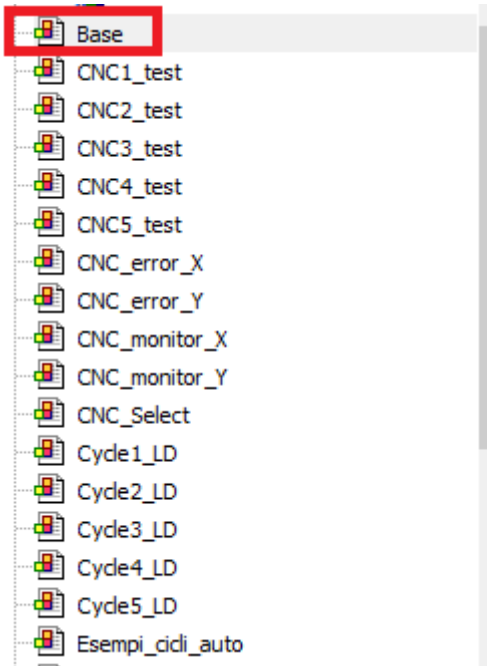 Base
CNC1_test
CNC2_test
CNC3_test
CNC4_test
CNC5_test
CNC_error_X
CNC_error_Y
CNC_monitor_X
CNC_monitor_Y
CNC_Select
Cycle1_LD
Cycle2_LD
Cycle3_LD
Cycle4_LD
Cycle5_LD
Esempi_cicli_auto